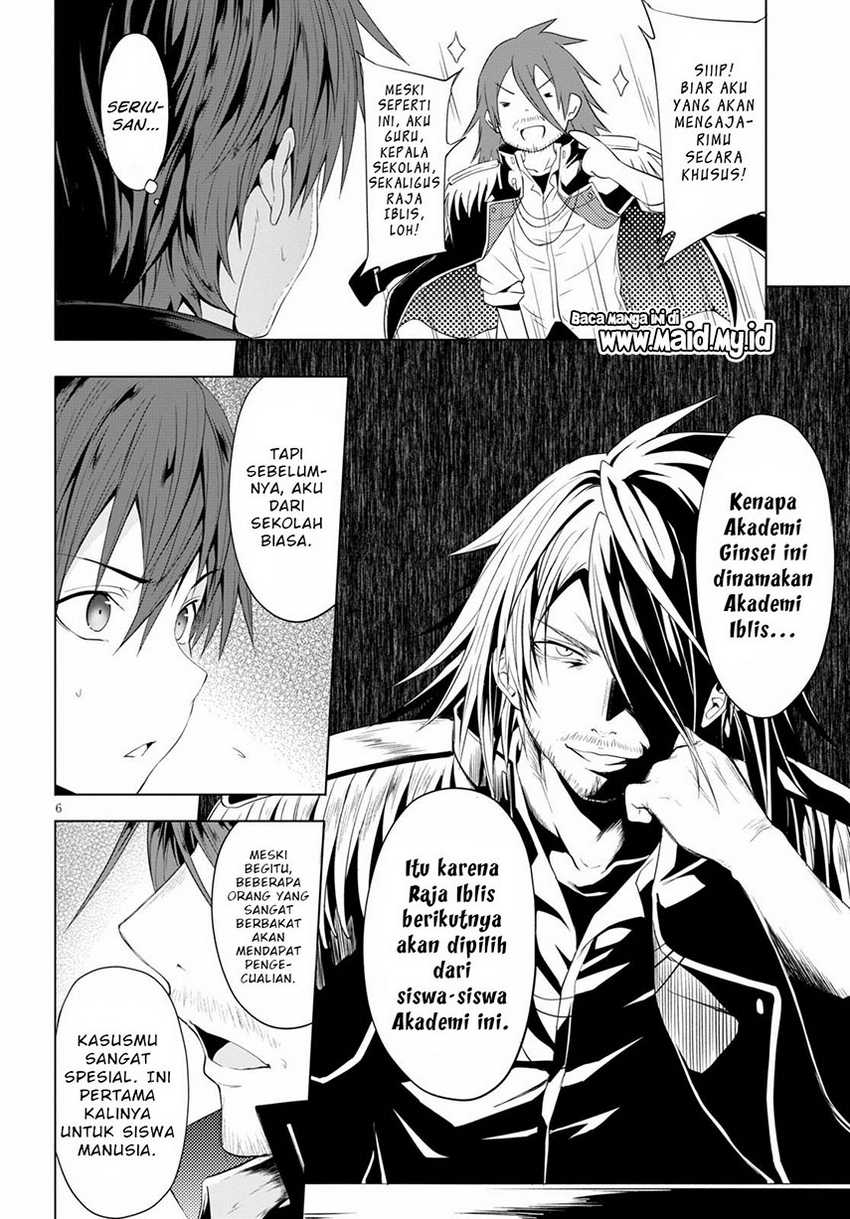 SIIIP!
BIAR AKU
YANG AKAN
MENGAJA-
RIMU
SECARA
KHUSUS!
MESKI
SEPERTI
INI, AKU
GURU,
KEPALA
SEKOLAH,
SEKALIGUS
RAJA
IBLIS,
LOH!
SERIU-
SAN...
Baca Manga ini di
www.Maid.My.id
Kenapa
Akademi
Ginsei ini
dinamakan
Akademi
Iblis...
Itu karena
Raja Iblis
berikutnya
akan dipilih
dari
siswa-siswa
Akademi ini.
TAPI
SEBELUM-
NYA, AKU
DARI
SEKOLAH
BIASA.
6
MESKI
BEGITU,
BEBERAPA
ORANG YANG
SANGAT
BERBAKAT
AKAN
MENDAPAT
PENGE-
CUALIAN.
KASUSMU
SANGAT
SPESIAL. INI
PERTAMA
KALINYA
UNTUK SISWA
MANUSIA.